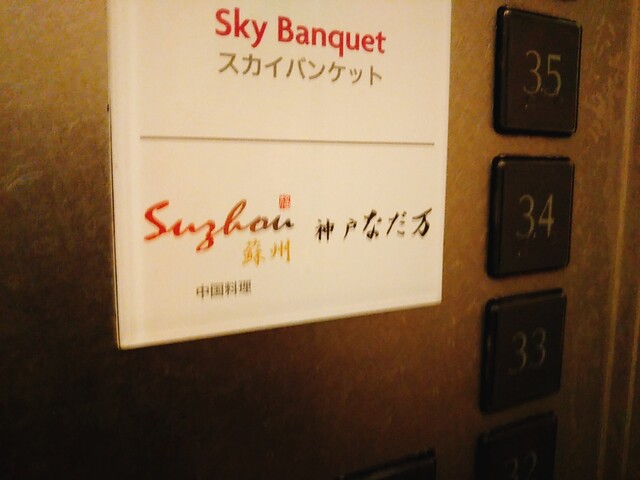 Sky Banquet
スカイバンケット
Suzhou
蘇州
中国料理
神戸なだ万
35
34
33
32